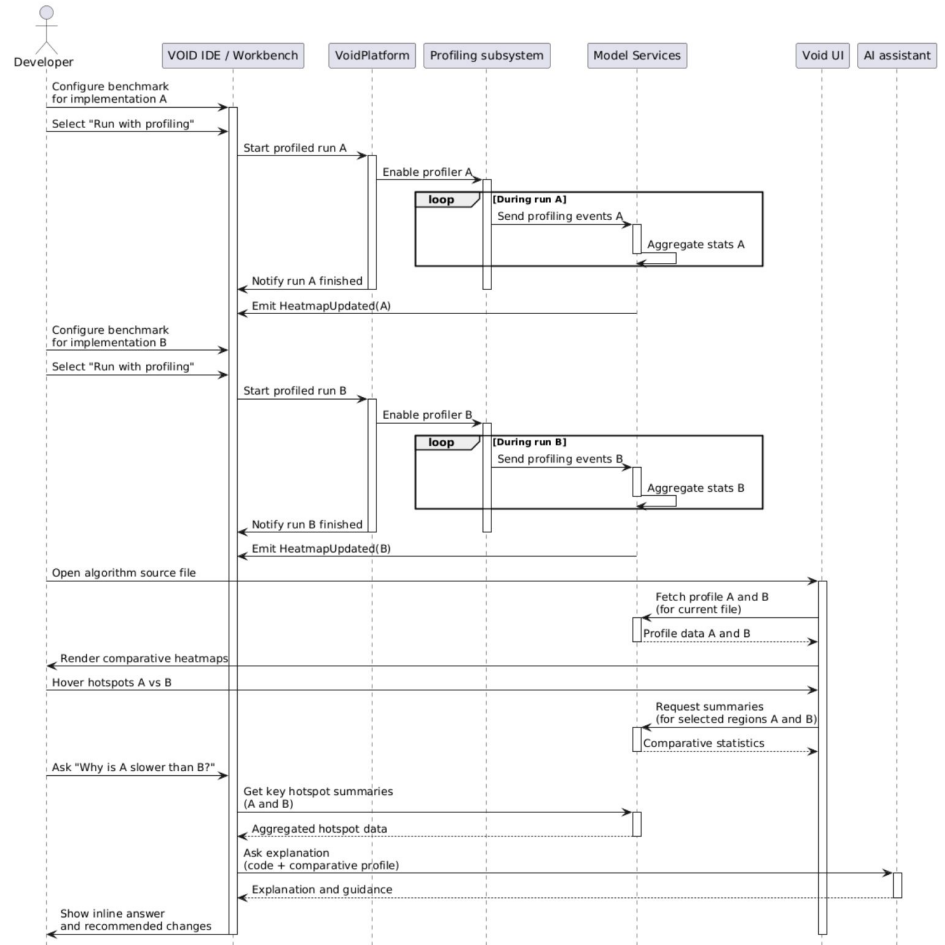 Developer
VOID IDE / Workbench
VoidPlatform
Profiling subsystem
Model Services
Void UI
AI assistant
Configure benchmark
for implementation A
Select "Run with profiling"
Start profiled run A
Enable profiler A
loop
[During run A]
Send profiling events A
Aggregate stats A
Notify run A finished
Emit HeatmapUpdated(A)
Configure benchmark
for implementation B
Select "Run with profiling"
Start profiled run B
Enable profiler B
loop
[During run B]
Send profiling events B
Aggregate stats B
Notify run B finished
Emit HeatmapUpdated(B)
Open algorithm source file
Fetch profile A and B
(for current file)
Profile data A and B
Render comparative heatmaps
Hover hotspots A vs B
Request summaries
(for selected regions A and B)
Comparative statistics
Ask "Why is A slower than B?"
Get key hotspot summaries
(A and B)
Aggregated hotspot data
Ask explanation
(code + comparative profile)
Explanation and guidance
Show inline answer
and recommended changes